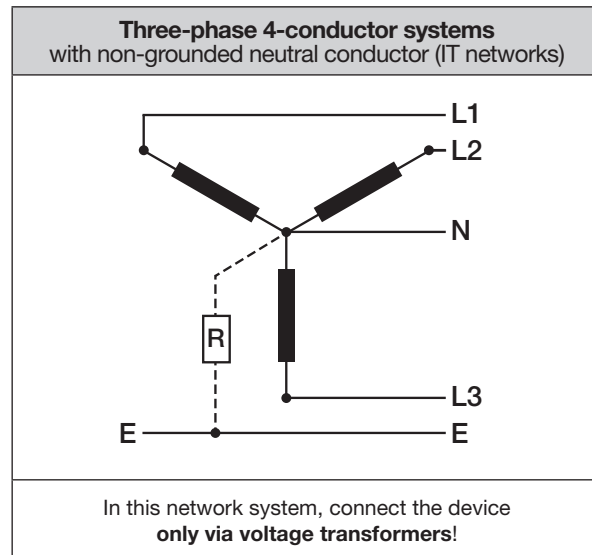 Three-phase 4-conductor systems
with non-grounded neutral conductor (IT networks)
L1
L2
N
R
L3
E E
In this network system, connect the device
only via voltage transformers!